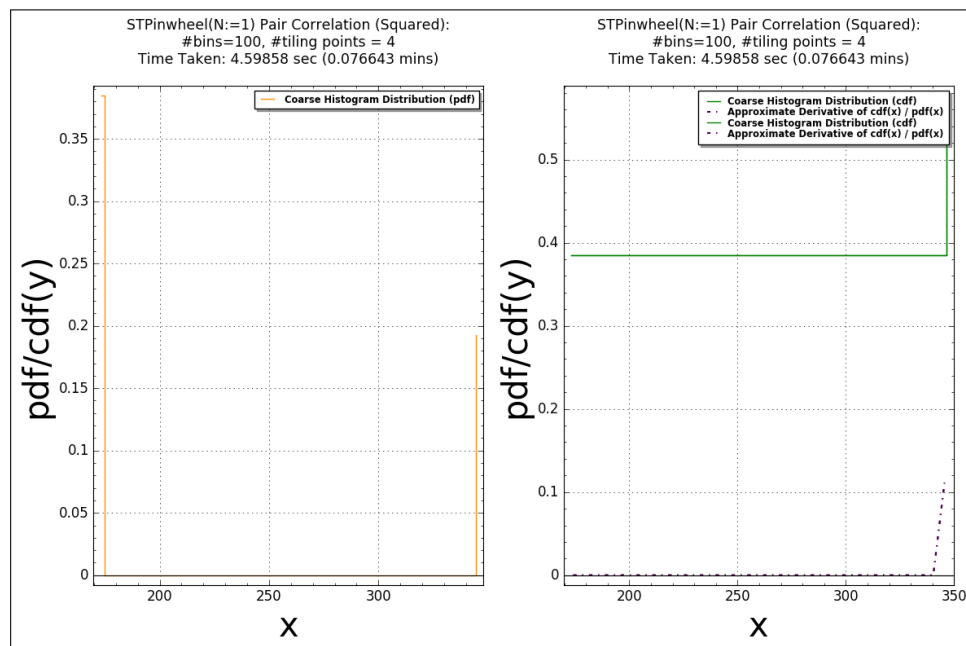 STPinwheel(N:=1) Pair Correlation (Squared):
#bins=100, #tiling points = 4
Time Taken: 4.59858 sec (0.076643 mins)
Coarse Histogram Distribution (pdf)
0.35
0.3
0.25
0.2
0.15
0.1
0.05
0
pdf/cdf(y)
200
250
300
x
STPinwheel(N:=1) Pair Correlation (Squared):
#bins=100, #tiling points = 4
Time Taken: 4.59858 sec (0.076643 mins)
Coarse Histogram Distribution (cdf)
Approximate Derivative of cdf(x) / pdf(x)
Coarse Histogram Distribution (cdf)
Approximate Derivative of cdf(x) / pdf(x)
0.5
0.4
0.3
0.2
0.1
0
pdf/cdf(y)
200
250
300
350
x